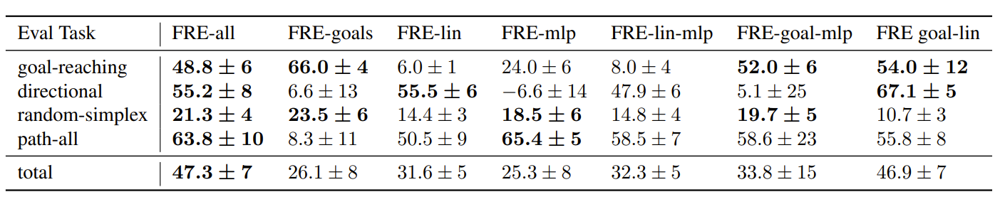 Eval Task FRE-all FRE-goals FRE-lin FRE-mlp FRE-lin-mlp FRE-goal-mlp FRE goal-lin
goal-reaching 48.8 ± 6 66.0 ± 4 6.0 ± 1 24.0 ± 6 8.0 ± 4 52.0 ± 6 54.0 ± 12
directional 55.2 ± 8 6.6 ± 13 55.5 ± 6 −6.6 ± 14 47.9 ± 6 5.1 ± 25 67.1 ± 5
random-simplex 21.3 ± 4 23.5 ± 6 14.4 ± 3 18.5 ± 6 14.8 ± 4 19.7 ± 5 10.7 ± 3
path-all 63.8 ± 10 8.3 ± 11 50.5 ± 9 65.4 ± 5 58.5 ± 7 58.6 ± 23 55.8 ± 8
total 47.3 ± 7 26.1 ± 8 31.6 ± 5 25.3 ± 8 32.3 ± 5 33.8 ± 15 46.9 ± 7